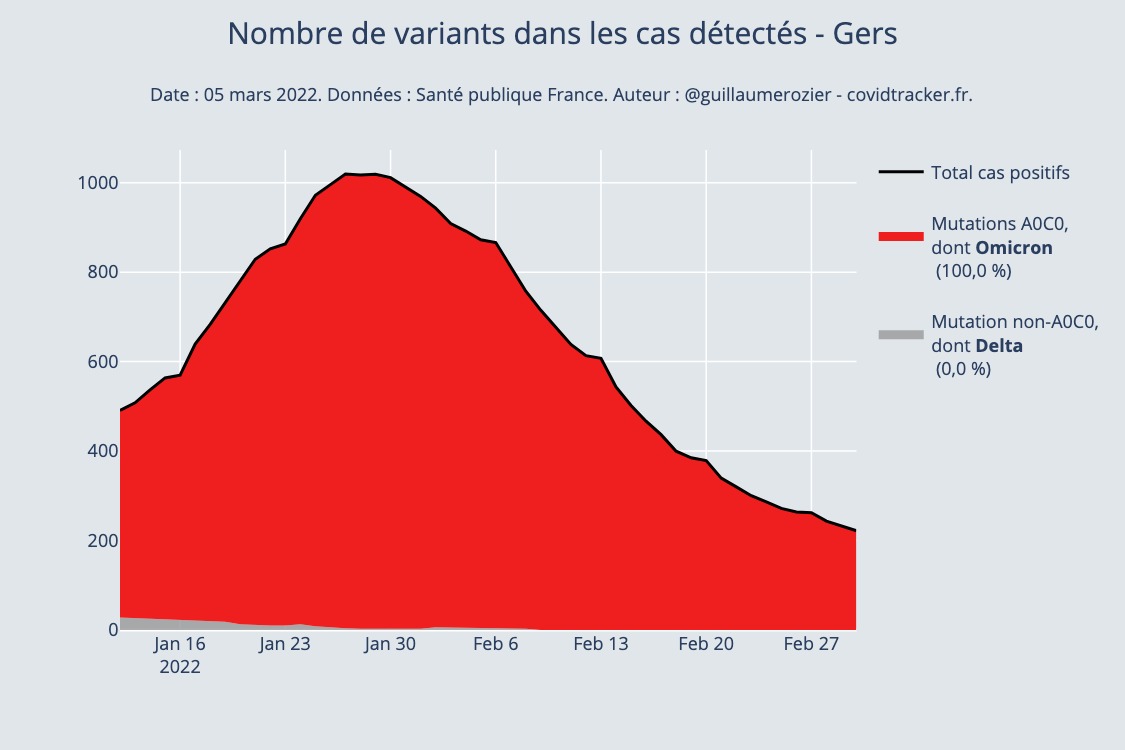 Nombre de variants dans les cas détectés - Gers
Date : 05 mars 2022. Données : Santé publique France. Auteur : @guillaumerozier - covidtracker.fr.
Total cas positifs
Mutations A0C0,
dont Omicron
(100,0 %)
Mutation non-A0C0,
dont Delta
(0,0 %)
1000
800
600
400
200
0
Jan 16 Jan 23 Jan 30 Feb 6 Feb 13 Feb 20 Feb 27
2022